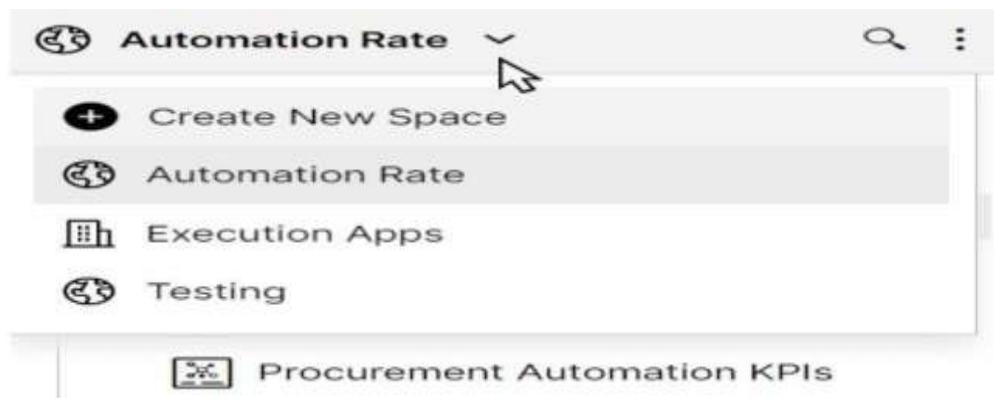 Automation Rate
Create New Space
Automation Rate
Execution Apps
Testing
Procurement Automation KPIs